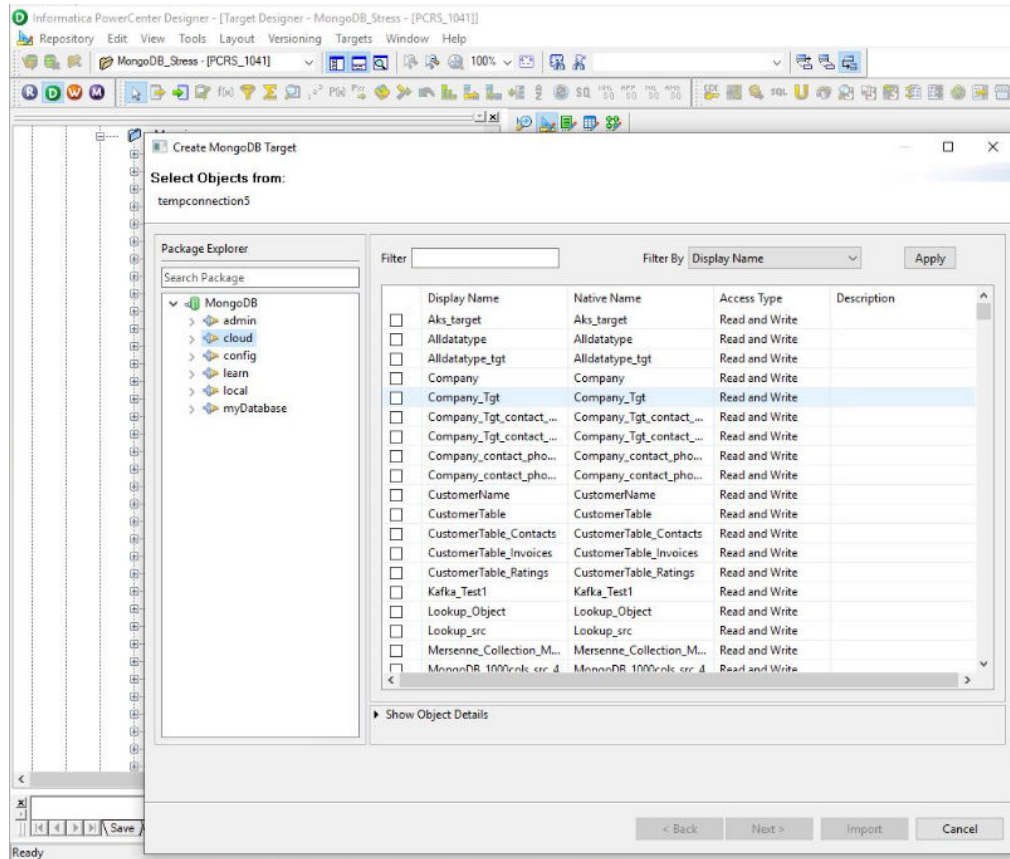 Informatica PowerCenter Designer - [Target Designer - MongoDB_Stress - [PCRS_1041]]
Repository Edit View Tools Layout Versioning Targets Window Help
MongoDB_Stress - [PCRS_1041] 100%
R D W M
Create MongoDB Target
Select Objects from:
tempconnection5
Package Explorer
Search Package
MongoDB
admin
cloud
config
learn
local
myDatabase
Filter Filter By Display Name Apply
Display Name Native Name Access Type Description
Aks_target Aks_target Read and Write
Alldatatype Alldatatype Read and Write
Alldatatype_tgt Alldatatype_tgt Read and Write
Company Company Read and Write
Company_Tgt Company_Tgt Read and Write
Company_Tgt_contact_... Company_Tgt_contact_... Read and Write
Company_Tgt_contact_... Company_Tgt_contact_... Read and Write
Company_contact_pho... Company_contact_pho... Read and Write
Company_contact_pho... Company_contact_pho... Read and Write
CustomerName CustomerName Read and Write
CustomerTable CustomerTable Read and Write
CustomerTable_Contacts CustomerTable_Contacts Read and Write
CustomerTable_Invoices CustomerTable_Invoices Read and Write
CustomerTable_Ratings CustomerTable_Ratings Read and Write
Kafka_Test1 Kafka_Test1 Read and Write
Lookup_Object Lookup_Object Read and Write
Lookup_src Lookup_src Read and Write
Mersenne_Collection_M... Mersenne_Collection_M... Read and Write
MongoDB_1000cols_src_4 MongoDB_1000cols_src_4 Read and Write
Show Object Details
< Back Next > Import Cancel
Save
Ready